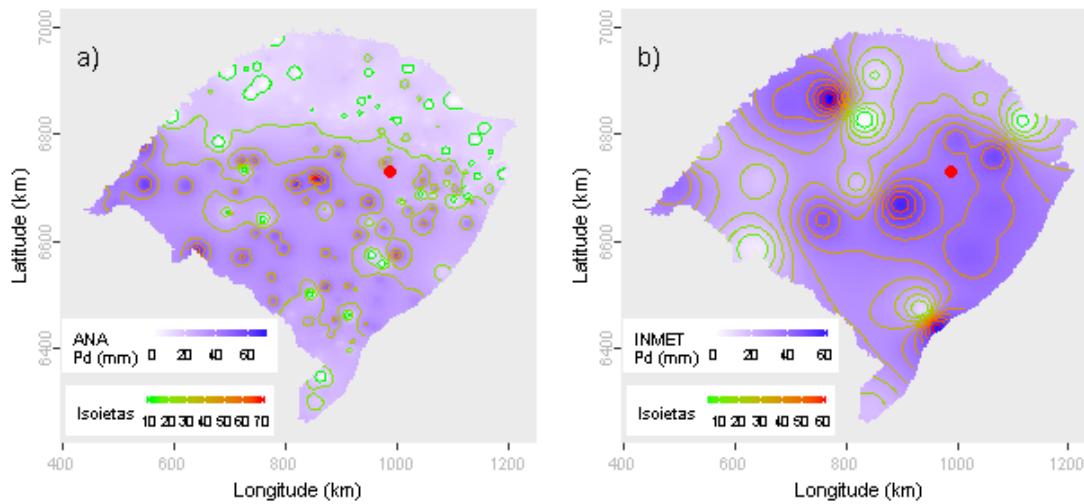 a)
7000
6800
6600
6400
Latitude (km)
ANA
Pd (mm)
0 20 40 60
Isoietas
10 20 30 40 50 60 70
400 600 800 1000 1200
Longitude (km)
b)
7000
6800
6600
6400
Latitude (km)
INMET
Pd (mm)
0 20 40 60
Isoietas
10 20 30 40 50 60
400 600 800 1000 1200
Longitude (km)